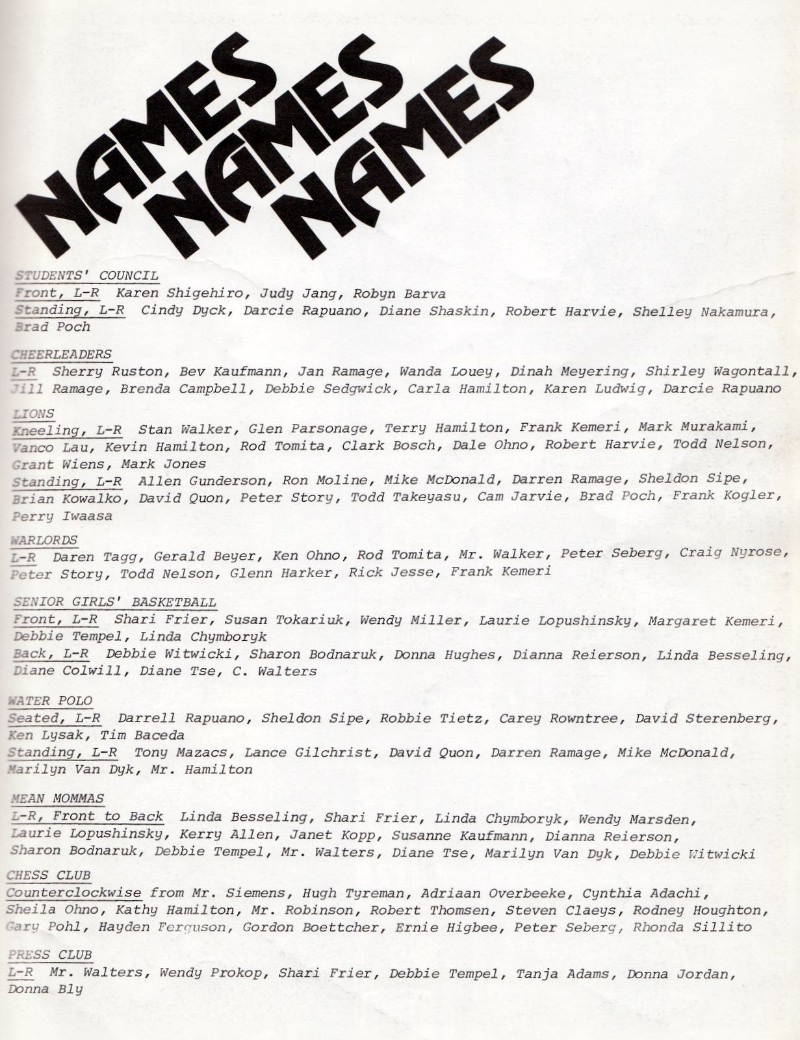 NAMES
NAMES
NAMES
STUDENTS' COUNCIL
Front, L-R Karen Shigehiro, Judy Jang, Robyn Barva
Standing, L-R Cindy Dyck, Darcie Rapuano, Diane Shaskin, Robert Harvie, Shelley Nakamura,
Brad Poch
CHEERLEADERS
L-R Sherry Ruston, Bev Kaufmann, Jan Ramage, Wanda Louey, Dinah Meyering, Shirley Wagontall,
Jill Ramage, Brenda Campbell, Debbie Sedgwick, Carla Hamilton, Karen Ludwig, Darcie Rapuano
LIONS
Kneeling, L-R Stan Walker, Glen Parsonage, Terry Hamilton, Frank Kemeri, Mark Murakami,
Vanco Lau, Kevin Hamilton, Rod Tomita, Clark Bosch, Dale Ohno, Robert Harvie, Todd Nelson,
Grant Wiens, Mark Jones
Standing, L-R Allen Gunderson, Ron Moline, Mike McDonald, Darren Ramage, Sheldon Sipe,
Brian Kowalko, David Quon, Peter Story, Todd Takeyasu, Cam Jarvie, Brad Poch, Frank Kogler,
Perry Iwaasa
WARLORDS
L-R Daren Tagg, Gerald Beyer, Ken Ohno, Rod Tomita, Mr. Walker, Peter Seberg, Craig Nyrose,
Peter Story, Todd Nelson, Glenn Harker, Rick Jesse, Frank Kemeri
SENIOR GIRLS' BASKETBALL
Front, L-R Shari Frier, Susan Tokariuk, Wendy Miller, Laurie Lopushinsky, Margaret Kemeri,
Debbie Tempel, Linda Chymboryk
Back, L-R Debbie Witwicki, Sharon Bodnaruk, Donna Hughes, Dianna Reierson, Linda Besseling,
Diane Colwill, Diane Tse, C. Walters
WATER POLO
Seated, L-R Darrell Rapuano, Sheldon Sipe, Robbie Tietz, Carey Rowntree, David Sterenberg,
Ken Lysak, Tim Baceda
Standing, L-R Tony Mazacs, Lance Gilchrist, David Quon, Darren Ramage, Mike McDonald,
Marilyn Van Dyk, Mr. Hamilton
MEAN MOMMAS
L-R, Front to Back Linda Besseling, Shari Frier, Linda Chymboryk, Wendy Marsden,
Laurie Lopushinsky, Kerry Allen, Janet Kopp, Susanne Kaufmann, Dianna Reierson,
Sharon Bodnaruk, Debbie Tempel, Mr. Walters, Diane Tse, Marilyn Van Dyk, Debbie Witwicki
CHESS CLUB
Counterclockwise from Mr. Siemens, Hugh Tyreman, Adriaan Overbeeke, Cynthia Adachi,
Sheila Ohno, Kathy Hamilton, Mr. Robinson, Robert Thomsen, Steven Claeys, Rodney Houghton,
Gary Pohl, Hayden Ferguson, Gordon Boettcher, Ernie Higbee, Peter Seberg, Rhonda Sillito
PRESS CLUB
L-R Mr. Walters, Wendy Prokop, Shari Frier, Debbie Tempel, Tanja Adams, Donna Jordan,
Donna Bly